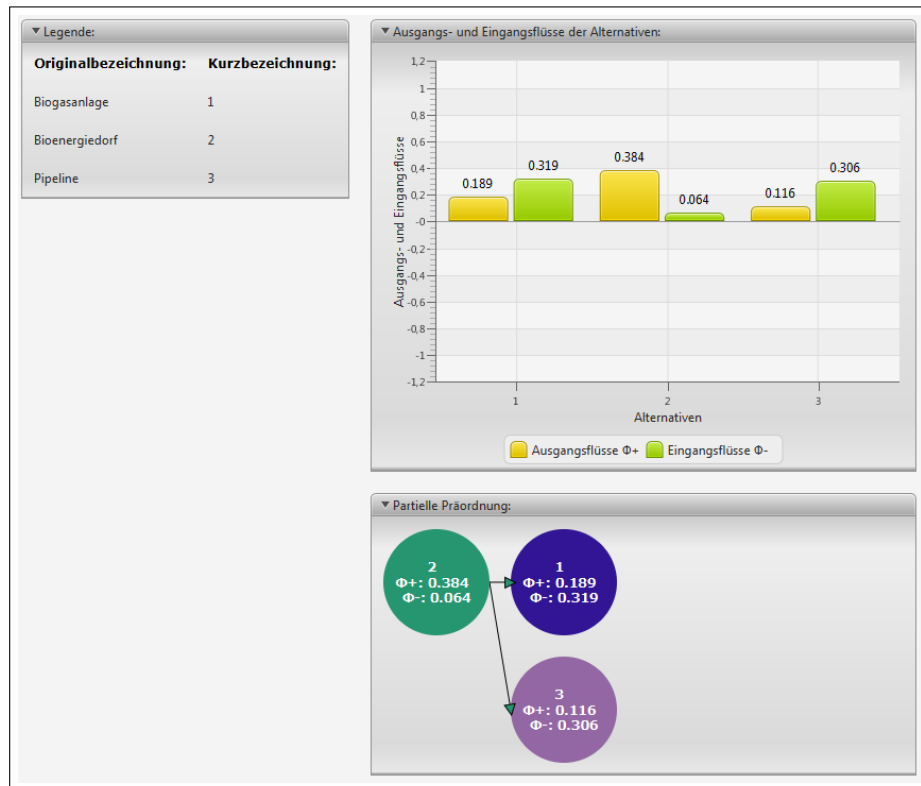 Legende:
Originalbezeichnung: Kurzbezeichnung:
Biogasanlage 1
Bioenergiedorf 2
Pipeline 3
Ausgangs- und Eingangsflüsse der Alternativen:
Ausgangs- und Eingangsflüsse
1,2
1
0,8
0,6
0,4
0,2
-0
-0,2
-0,4
-0,6
-0,8
-1
-1,2
0.189
0.319
0.384
0.064
0.116
0.306
1 2 3
Alternativen
Ausgangsflüsse Φ+ Eingangsflüsse Φ-
Partielle Präordnung:
2
Φ+: 0.384
Φ-: 0.064
1
Φ+: 0.189
Φ-: 0.319
3
Φ+: 0.116
Φ-: 0.306